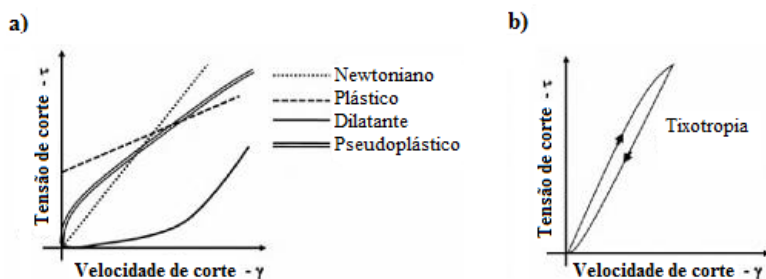 a)
Tensão de corte - τ
Newtoniano
Plástico
Dilatante
Pseudoplástico
Velocidade de corte - γ
b)
Tensão de corte - τ
Tixotropia
Velocidade de corte - γ